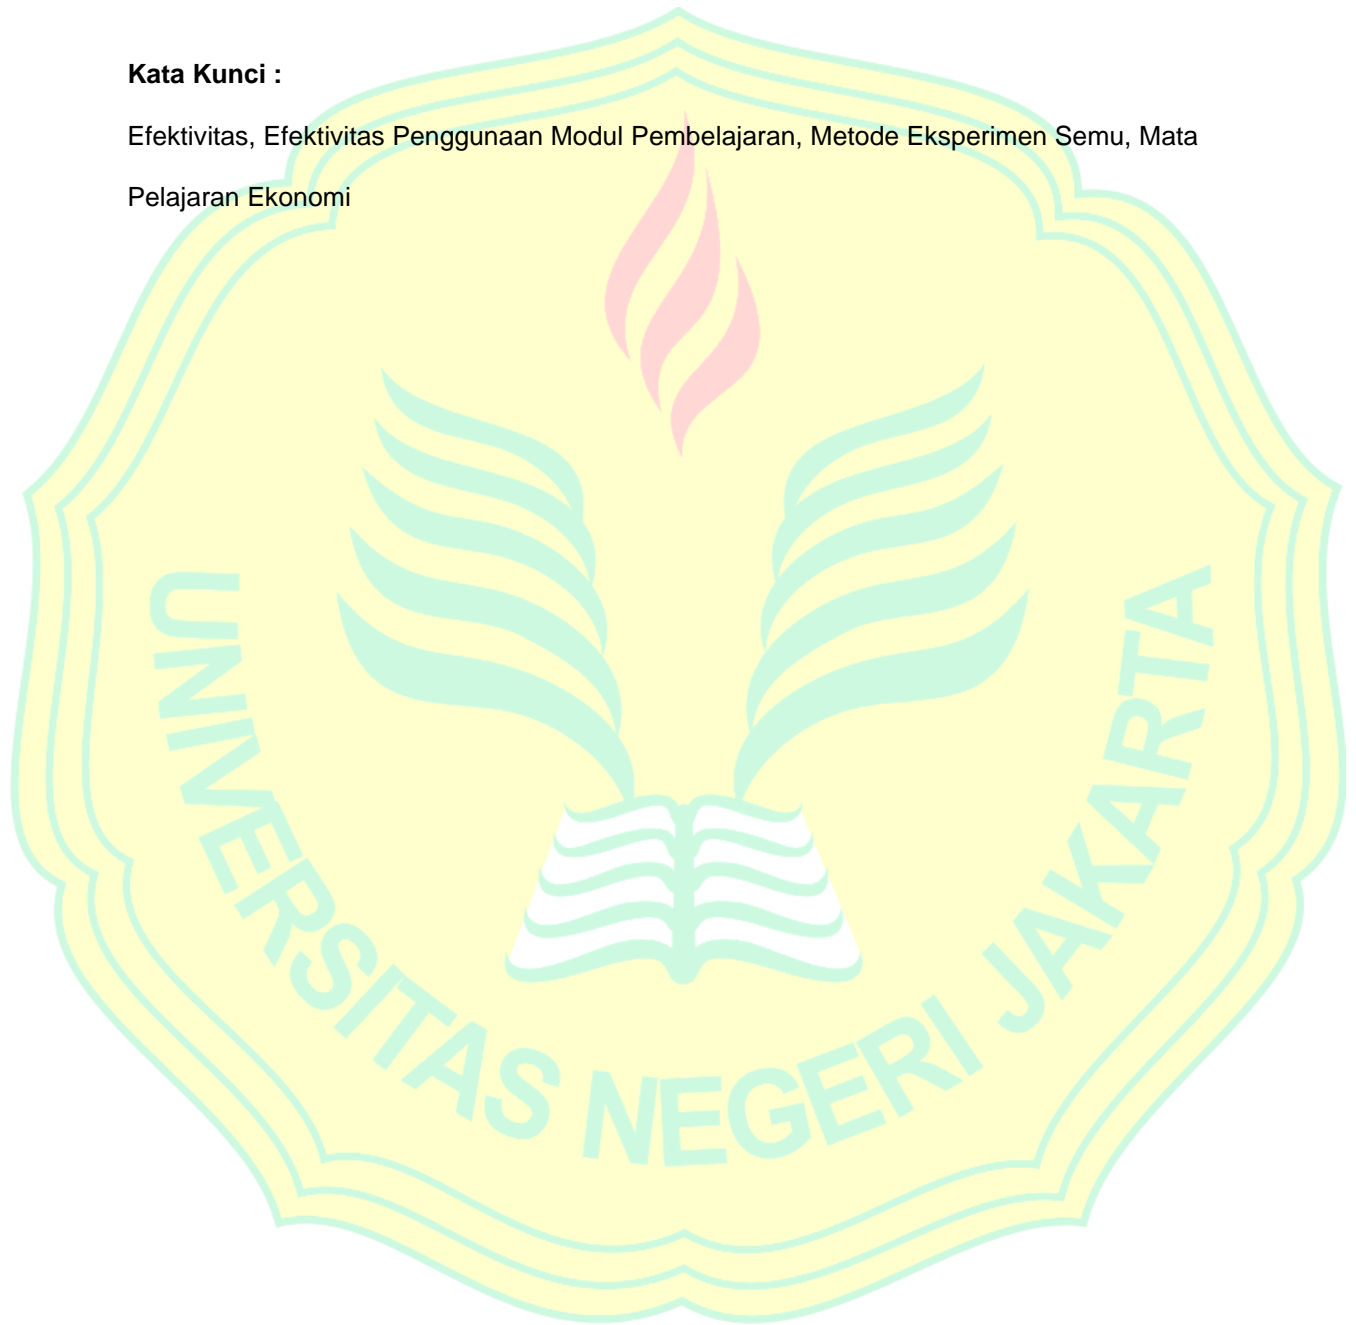 Kata Kunci :
Efektivitas, Efektivitas Penggunaan Modul Pembelajaran, Metode Eksperimen Semu, Mata
Pelajaran Ekonomi
UNIVERSITAS NEGERI JAKARTA